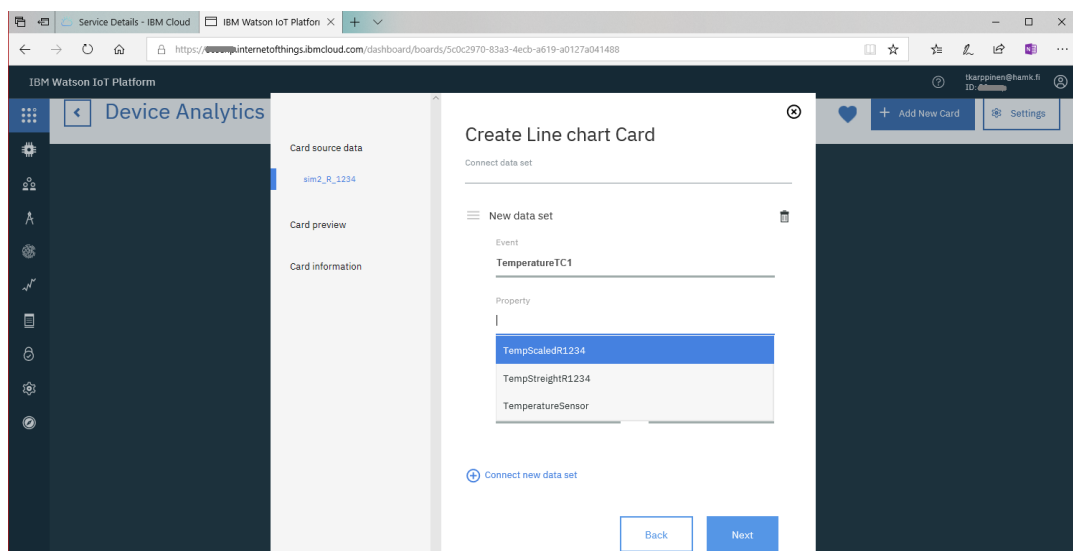 Service Details - IBM Cloud
IBM Watson IoT Platfor
https://
.internetofthings.ibmcloud.com/dashboard/boards/5c0c2970-83a3-4ecb-a619-a0127a041488
IBM Watson IoT Platform
tkarppinen@hamk.fi
ID:
Device Analytics
Add New Card
Settings
Card source data
sim2_R_1234
Card preview
Card information
Create Line chart Card
Connect data set
New data set
Event
TemperatureTC1
Property
TempScaledR1234
TempStreightR1234
TemperatureSensor
Connect new data set
Back
Next